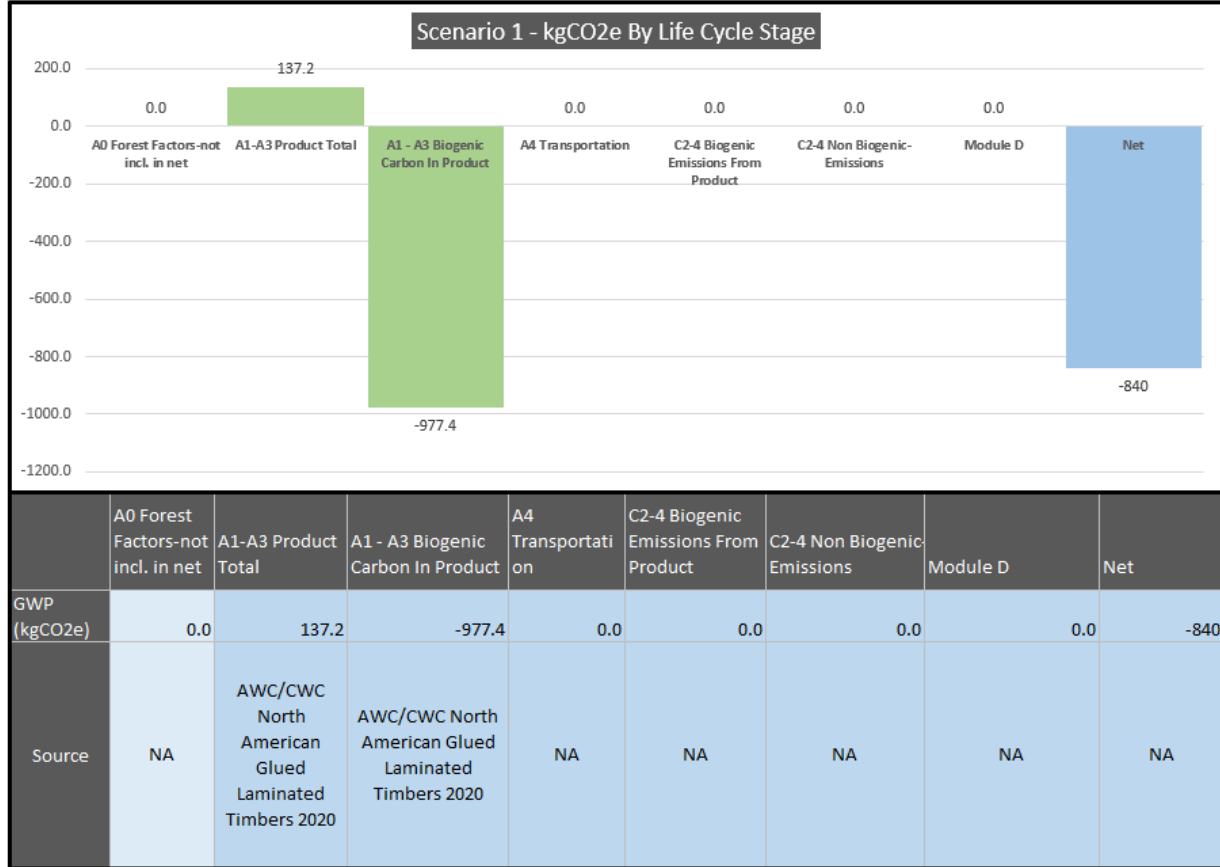 Scenario 1 - kgCO2e By Life Cycle Stage
200.0
0.0
-200.0
-400.0
-600.0
-800.0
-1000.0
-1200.0
0.0
137.2
-977.4
0.0
0.0
0.0
0.0
-840
A0 Forest Factors-not
incl. in net
A1-A3 Product Total
A1 - A3 Biogenic
Carbon In Product
A4 Transportation
C2-4 Biogenic
Emissions From
Product
C2-4 Non Biogenic-
Emissions
Module D
Net
A0 Forest
Factors-not
incl. in net
A1-A3 Product
Total
A1 - A3 Biogenic
Carbon In Product
A4
Transportati
on
C2-4 Biogenic
Emissions From
Product
C2-4 Non Biogenic-
Emissions
Module D
Net
GWP
(kgCO2e)
0.0
137.2
-977.4
0.0
0.0
0.0
0.0
-840
Source
NA
AWC/CWC
North
American
Glued
Laminated
Timbers 2020
AWC/CWC North
American Glued
Laminated
Timbers 2020
NA
NA
NA
NA
NA